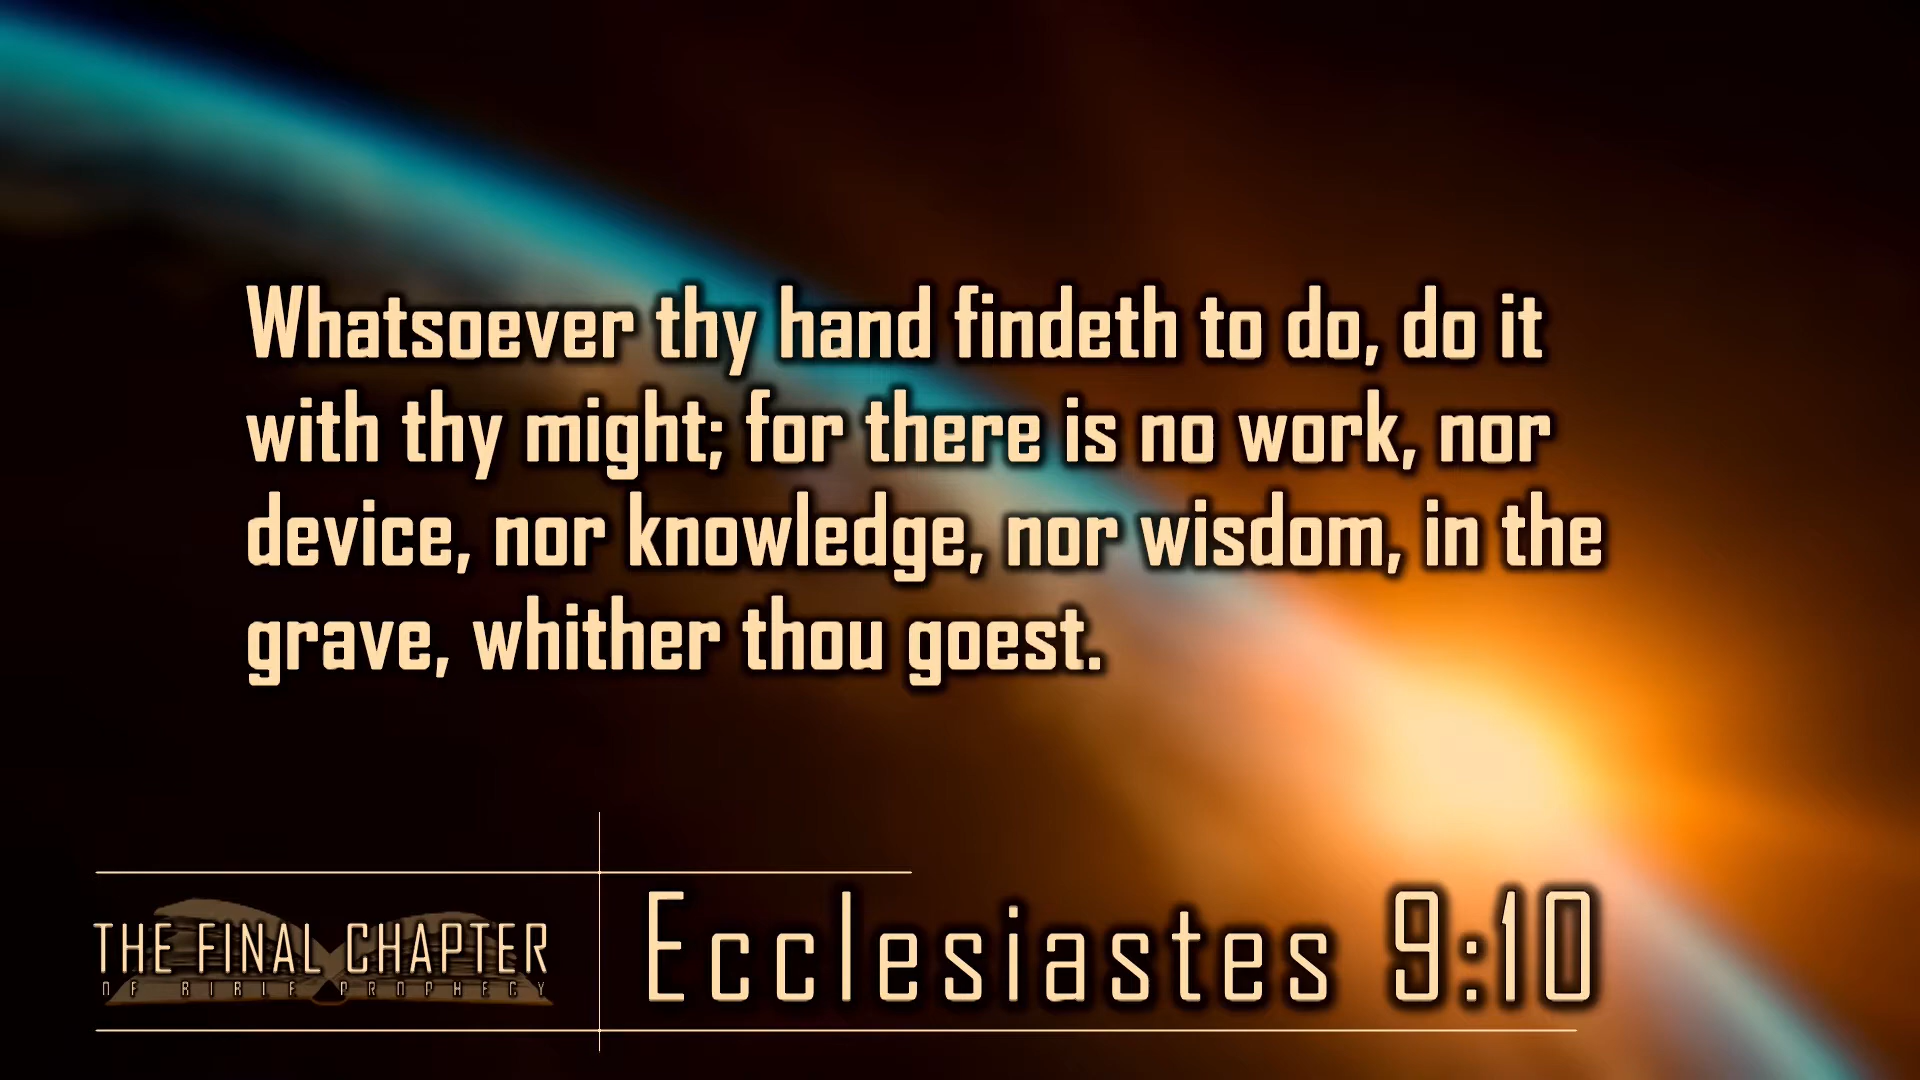 Whatsoever thy hand findeth to do, do it
with thy might; for there is no work, nor
device, nor knowledge, nor wisdom, in the
grave, whither thou goest.
THE FINAL CHAPTER
OF BIBLE PROPHECY
Ecclesiastes 9:10